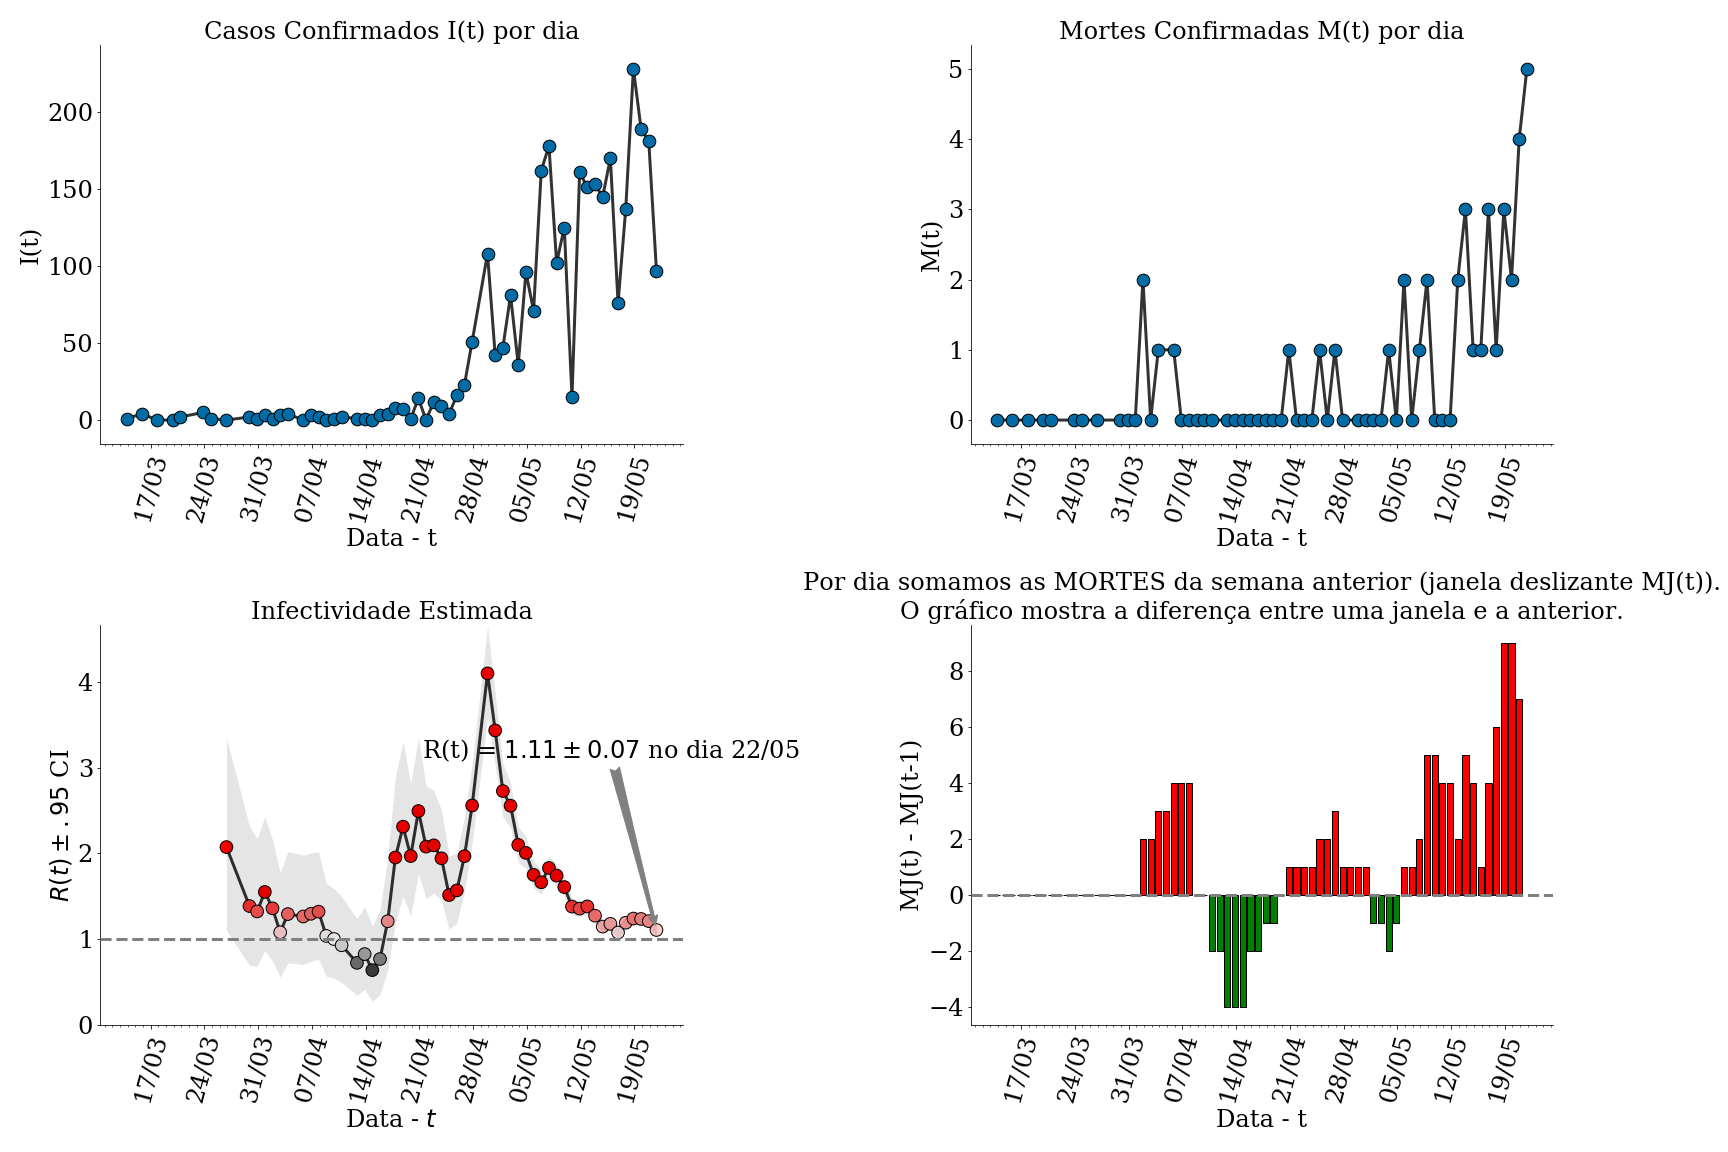 Casos Confirmados I(t) por dia
I(t)
200
150
100
50
0
17/03 24/03 31/03 07/04 14/04 21/04 28/04 05/05 12/05 19/05
Data - t
Mortes Confirmadas M(t) por dia
M(t)
5
4
3
2
1
0
17/03 24/03 31/03 07/04 14/04 21/04 28/04 05/05 12/05 19/05
Data - t
Infectividade Estimada
R(t) ± .95 CI
4
3
2
1
0
R(t) = 1.11 ± 0.07 no dia 22/05
17/03 24/03 31/03 07/04 14/04 21/04 28/04 05/05 12/05 19/05
Data - t
Por dia somamos as MORTES da semana anterior (janela deslizante MJ(t)).
O gráfico mostra a diferença entre uma janela e a anterior.
MJ(t) - MJ(t-1)
8
6
4
2
0
−2
−4
17/03 24/03 31/03 07/04 14/04 21/04 28/04 05/05 12/05 19/05
Data - t